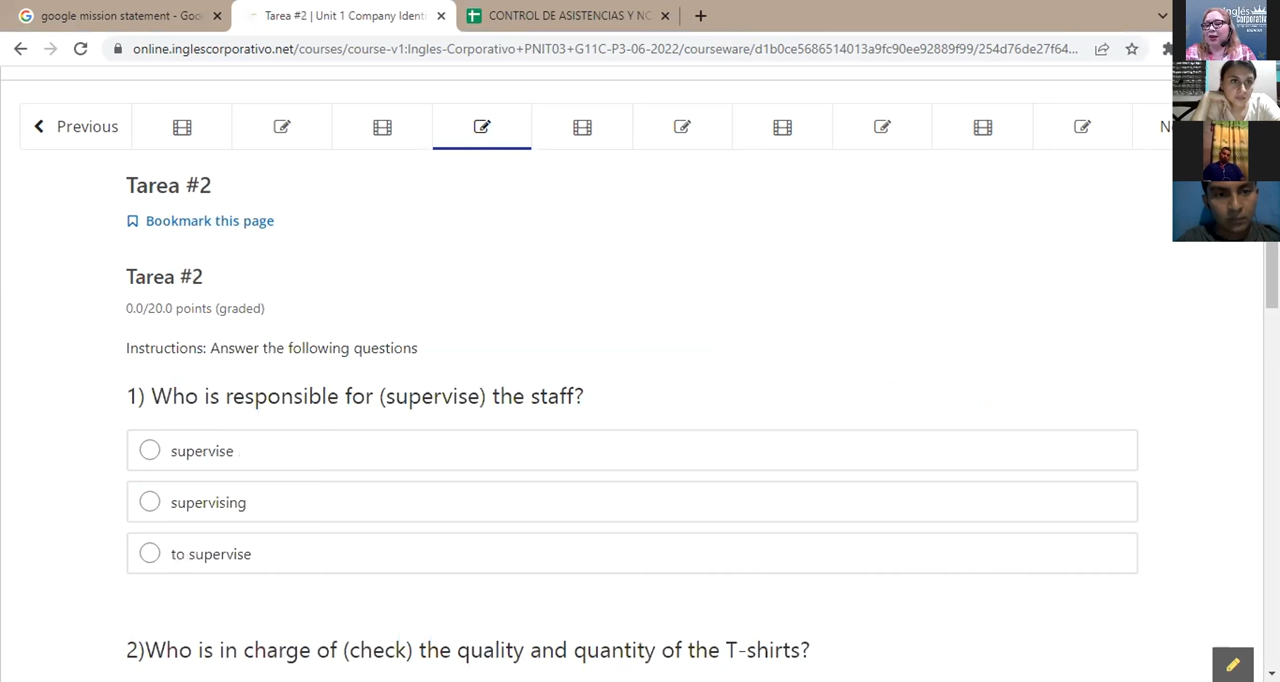 google mission statement - Goo
Tarea #2 | Unit 1 Company Identi
CONTROL DE ASISTENCIAS Y NO
online.inglescorporativo.net/courses/course-v1:Ingles-Corporativo+PNIT03+G11C-P3-06-2022/courseware/d1b0ce5686514013a9fc90ee92889f99/254d76de27f64...
Inglés
Corporativo
Previous
N
Tarea #2
Bookmark this page
Tarea #2
0.0/20.0 points (graded)
Instructions: Answer the following questions
1) Who is responsible for (supervise) the staff?
supervise
supervising
to supervise
2)Who is in charge of (check) the quality and quantity of the T-shirts?